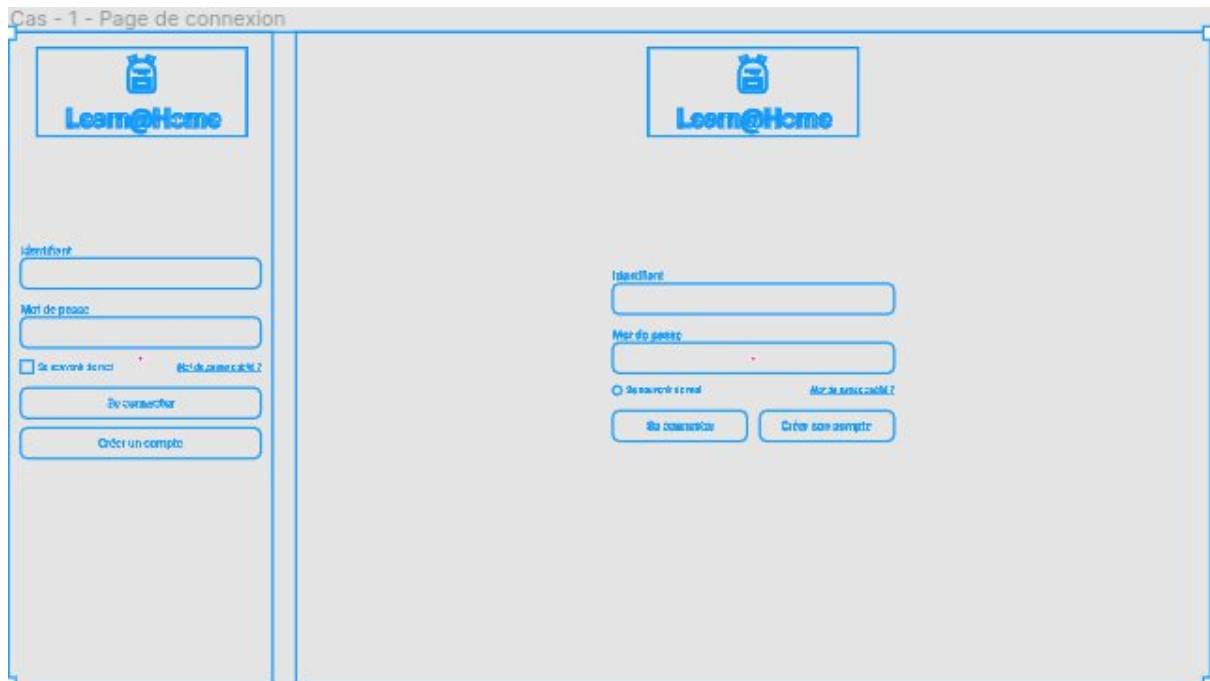 Cas - 1 - Page de connexion
Learn@Home
Identifiant
Mot de passe
Se souvenir de moi
Mot de passe oublié ?
Se connecter
Créer un compte
Learn@Home
Identifiant
Mot de passe
Se souvenir de moi
Mot de passe oublié ?
Se connecter
Créer son compte